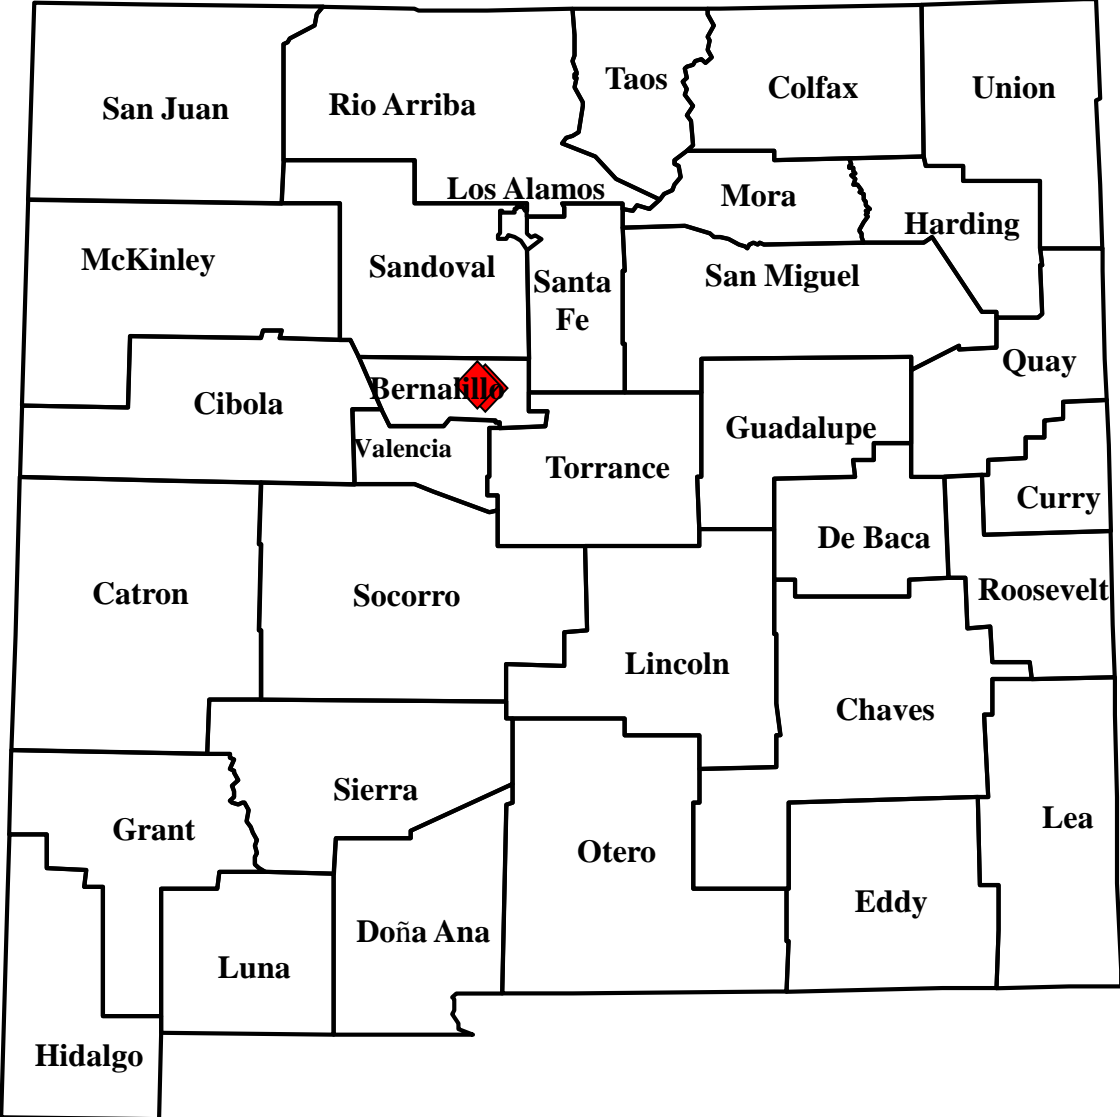 San Juan
Rio Arriba
Taos
Colfax
Union
Los Alamos
Mora
Harding
McKinley
Sandoval
Santa
Fe
San Miguel
Quay
Cibola
Bernalillo
Valencia
Torrance
Guadalupe
Curry
De Baca
Catron
Socorro
Roosevelt
Lincoln
Chaves
Sierra
Grant
Otero
Lea
Eddy
Doña Ana
Luna
Hidalgo